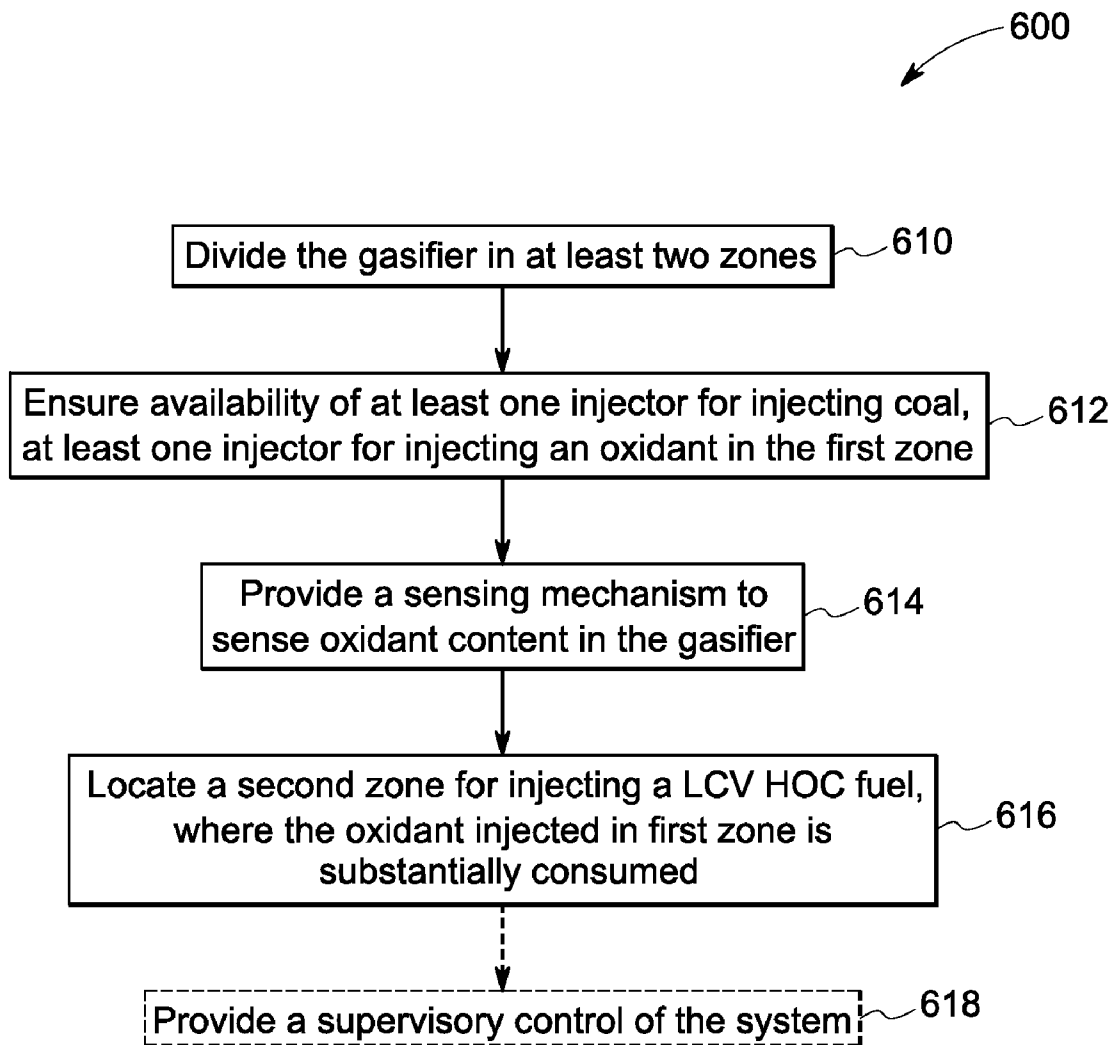 600
Divide the gasifier in at least two zones
610
Ensure availability of at least one injector for injecting coal,
at least one injector for injecting an oxidant in the first zone
612
Provide a sensing mechanism to
sense oxidant content in the gasifier
614
Locate a second zone for injecting a LCV HOC fuel,
where the oxidant injected in first zone is
substantially consumed
616
Provide a supervisory control of the system
618